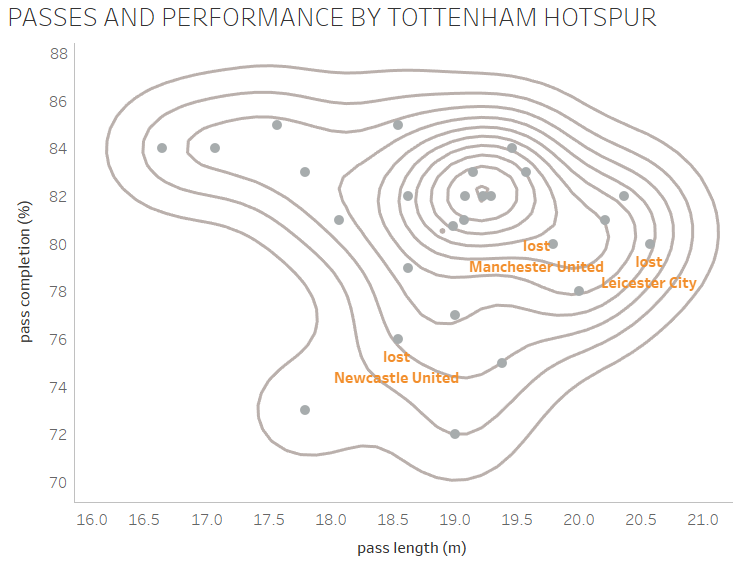 PASSES AND PERFORMANCE BY TOTTENHAM HOTSPUR
88
86
84
82
80
78
76
74
72
70
pass completion (%)
lost
Manchester United
lost
Leicester City
lost
Newcastle United
16.0 16.5 17.0 17.5 18.0 18.5 19.0 19.5 20.0 20.5 21.0
pass length (m)